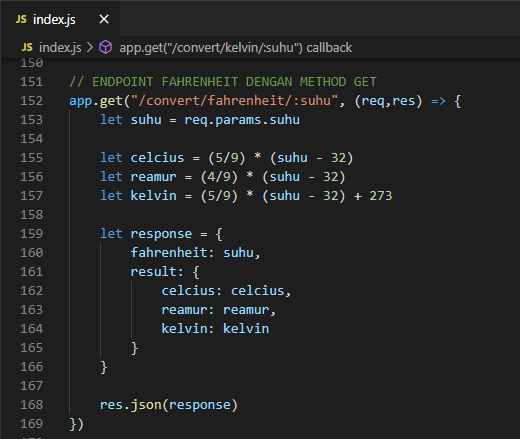 JS index.js ×
JS index.js > app.get("/convert/kelvin/:suhu") callback
150
151 // ENDPOINT FAHRENHEIT DENGAN METHOD GET
152 app.get("/convert/fahrenheit/:suhu", (req,res) => {
153     let suhu = req.params.suhu
154
155     let celcius = (5/9) * (suhu - 32)
156     let reamur = (4/9) * (suhu - 32)
157     let kelvin = (5/9) * (suhu - 32) + 273
158
159     let response = {
160         fahrenheit: suhu,
161         result: {
162             celcius: celcius,
163             reamur: reamur,
164             kelvin: kelvin
165         }
166     }
167
168     res.json(response)
169 })